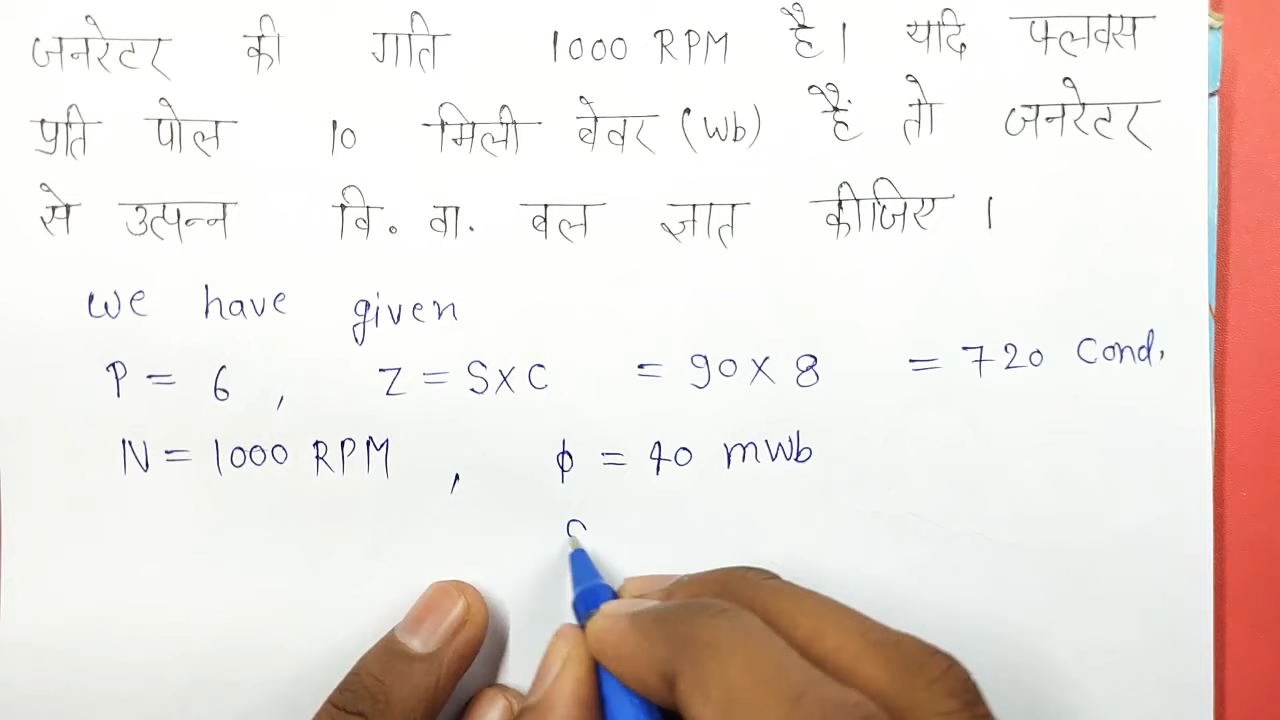 जनरेटर की गति 1000 RPM है। यदि फ्लक्स
प्रति पोल 10 मिली वेबर (Wb) हैं तो जनरेटर
से उत्पन्न वि. वा. बल ज्ञात कीजिए ।
We have given
P = 6 , Z = S×C = 90×8 = 720 Cond.
N = 1000 RPM , ϕ = 40 mwb